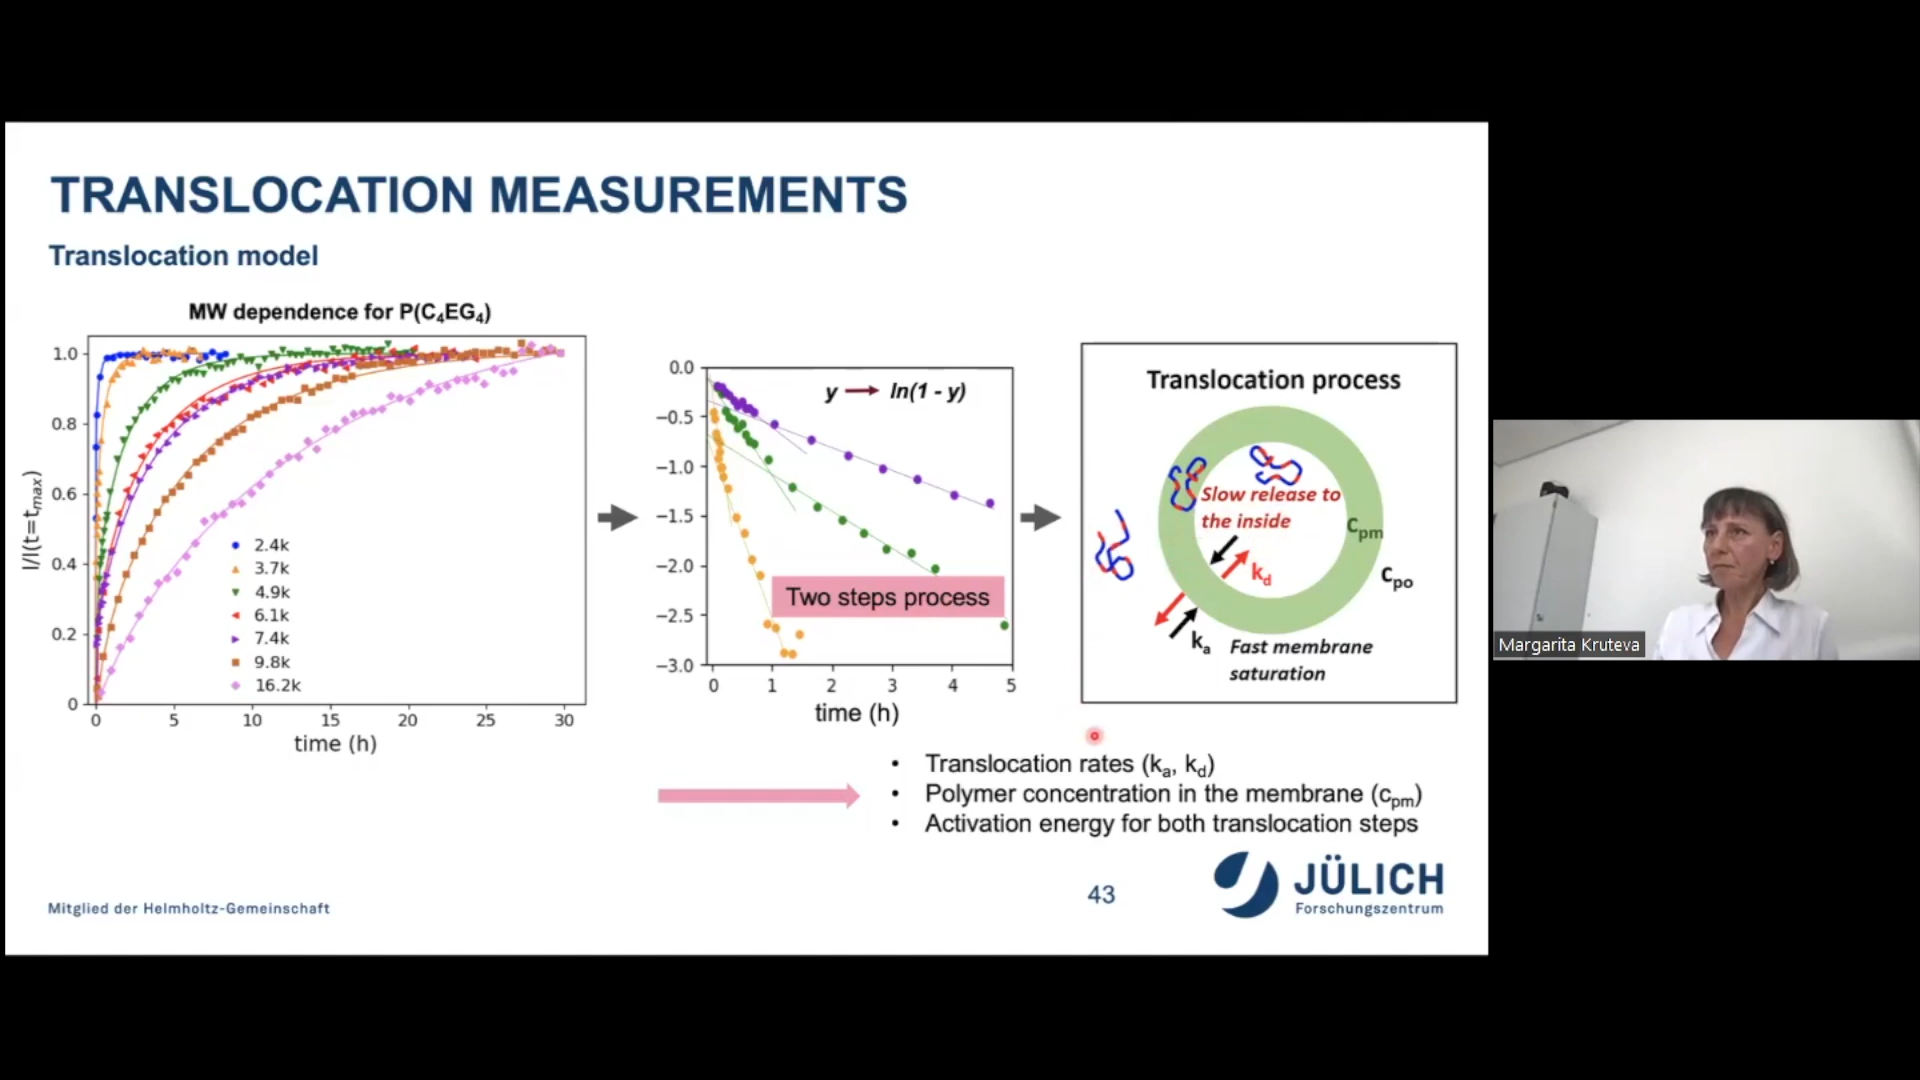 TRANSLOCATION MEASUREMENTS
Translocation model
MW dependence for P(C₄EG₄)
I/I(t=tₘₐₓ)
1.0
0.8
0.6
0.4
0.2
0
0 5 10 15 20 25 30
time (h)
2.4k
3.7k
4.9k
6.1k
7.4k
9.8k
16.2k
0.0
−0.5
−1.0
−1.5
−2.0
−2.5
−3.0
0 1 2 3 4 5
time (h)
y → ln(1 - y)
Two steps process
Translocation process
Slow release to
the inside
cpm
cpo
kd
ka
Fast membrane
saturation
• Translocation rates (ka, kd)
• Polymer concentration in the membrane (cpm)
• Activation energy for both translocation steps
Mitglied der Helmholtz-Gemeinschaft
43
JÜLICH
Forschungszentrum
Margarita Kruteva